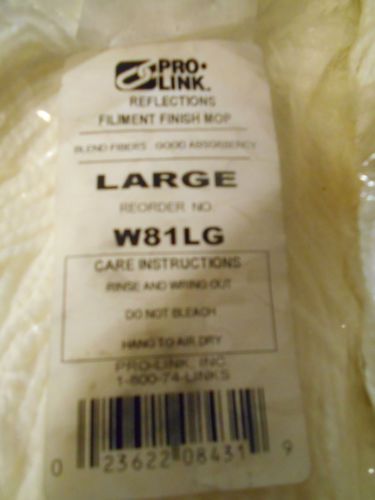 PRO•
LINK.
REFLECTIONS
FILIMENT FINISH MOP
BLEND FIBERS GOOD ABSORBENCY
LARGE
REORDER NO.
W81LG
CARE INSTRUCTIONS
RINSE AND WRING OUT
DO NOT BLEACH
HANG TO AIR DRY
PRO-LINK, INC.
1-800-74-LINKS
0 23622 08431 9